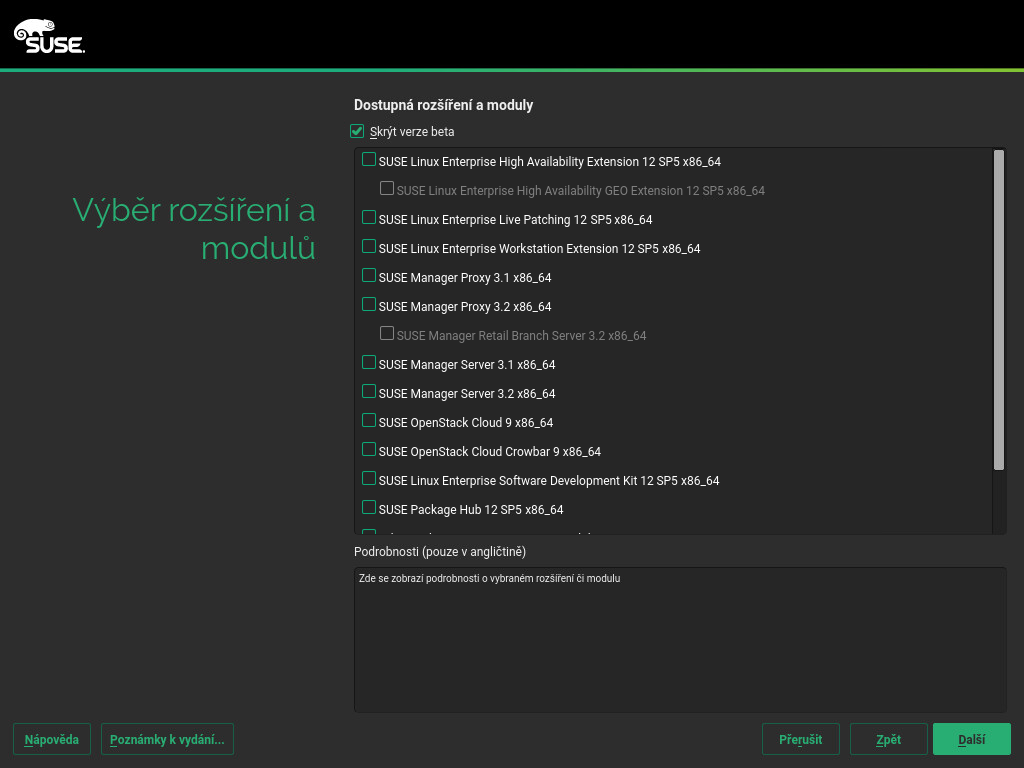 SUSE
Dostupná rozšíření a moduly
Skrýt verze beta
Výběr rozšíření a
modulů
SUSE Linux Enterprise High Availability Extension 12 SP5 x86_64
SUSE Linux Enterprise High Availability GEO Extension 12 SP5 x86_64
SUSE Linux Enterprise Live Patching 12 SP5 x86_64
SUSE Linux Enterprise Workstation Extension 12 SP5 x86_64
SUSE Manager Proxy 3.1 x86_64
SUSE Manager Proxy 3.2 x86_64
SUSE Manager Retail Branch Server 3.2 x86_64
SUSE Manager Server 3.1 x86_64
SUSE Manager Server 3.2 x86_64
SUSE OpenStack Cloud 9 x86_64
SUSE OpenStack Cloud Crowbar 9 x86_64
SUSE Linux Enterprise Software Development Kit 12 SP5 x86_64
SUSE Package Hub 12 SP5 x86_64
Podrobnosti (pouze v angličtině)
Zde se zobrazí podrobnosti o vybraném rozšíření či modulu
Nápověda
Poznámky k vydání...
Přerušit
Zpět
Další